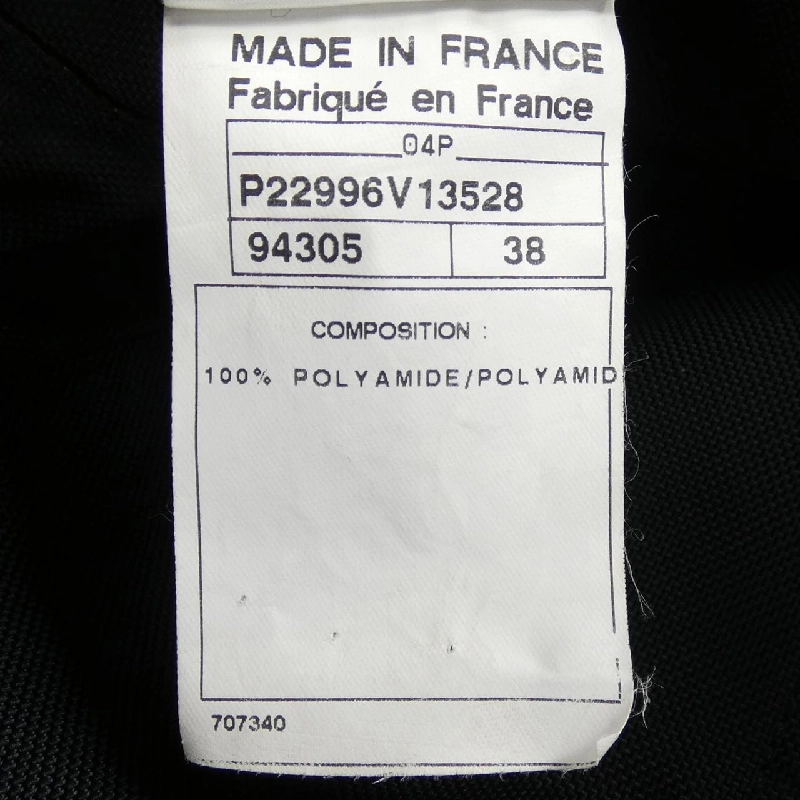 MADE IN FRANCE
Fabriqué en France
04P
P22996V13528
94305 38
COMPOSITION :
100% POLYAMIDE/POLYAMID
707340